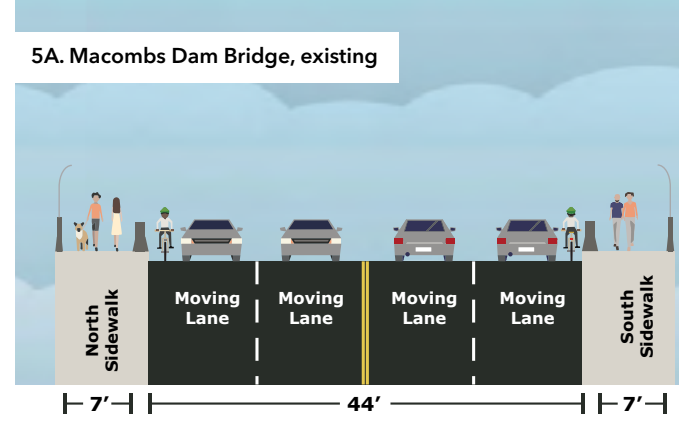 5A. Macombs Dam Bridge, existing
North
Sidewalk
Moving
Lane
Moving
Lane
Moving
Lane
Moving
Lane
South
Sidewalk
7’
44’
7’